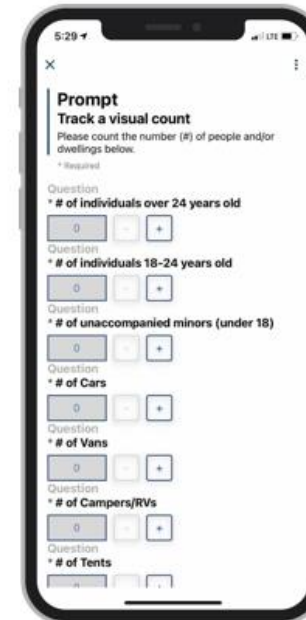 5:29
LTE
×
Prompt
Track a visual count
Please count the number (#) of people and/or
dwellings below.
* Required
Question
* # of individuals over 24 years old
0 - +
Question
* # of individuals 18-24 years old
0 - +
Question
* # of unaccompanied minors (under 18)
0 - +
Question
* # of Cars
0 - +
Question
* # of Vans
0 - +
Question
* # of Campers/RVs
0 - +
Question
* # of Tents
0 - +